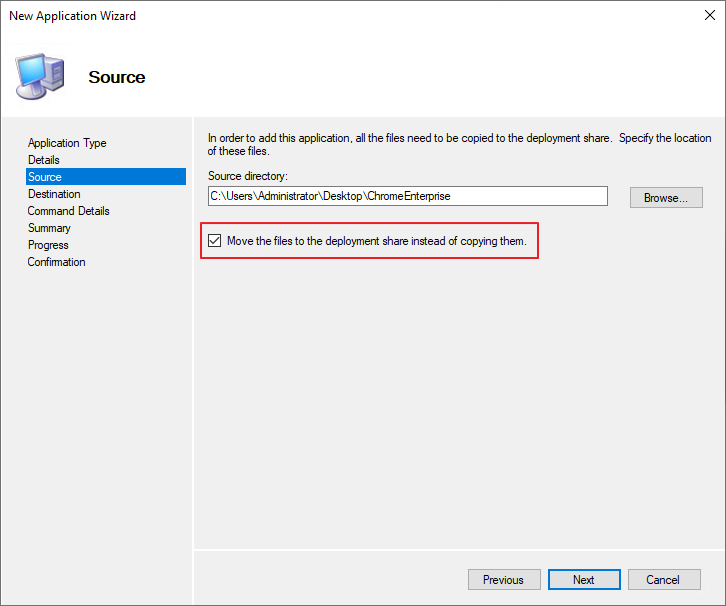 New Application Wizard
Source
Application Type
Details
Source
Destination
Command Details
Summary
Progress
Confirmation
In order to add this application, all the files need to be copied to the deployment share.  Specify the location
of these files.
Source directory:
C:\Users\Administrator\Desktop\ChromeEnterprise
Browse...
Move the files to the deployment share instead of copying them.
Previous
Next
Cancel